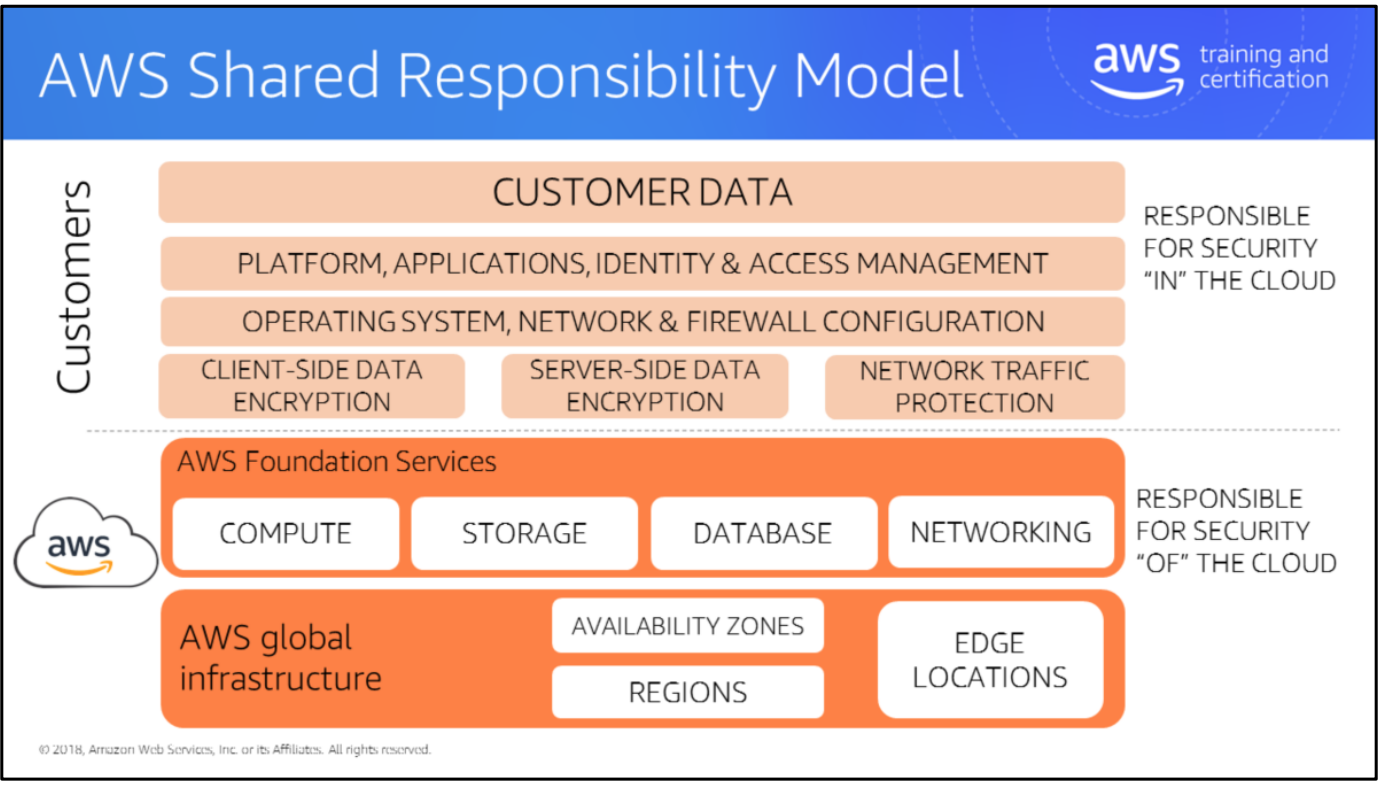 AWS Shared Responsibility Model
aws
training and
certification
Customers
CUSTOMER DATA
PLATFORM, APPLICATIONS, IDENTITY & ACCESS MANAGEMENT
OPERATING SYSTEM, NETWORK & FIREWALL CONFIGURATION
CLIENT-SIDE DATA
ENCRYPTION
SERVER-SIDE DATA
ENCRYPTION
NETWORK TRAFFIC
PROTECTION
RESPONSIBLE
FOR SECURITY
“IN” THE CLOUD
aws
AWS Foundation Services
COMPUTE
STORAGE
DATABASE
NETWORKING
RESPONSIBLE
FOR SECURITY
“OF” THE CLOUD
AWS global
infrastructure
AVAILABILITY ZONES
REGIONS
EDGE
LOCATIONS
© 2018, Amazon Web Services, Inc. or its Affiliates. All rights reserved.